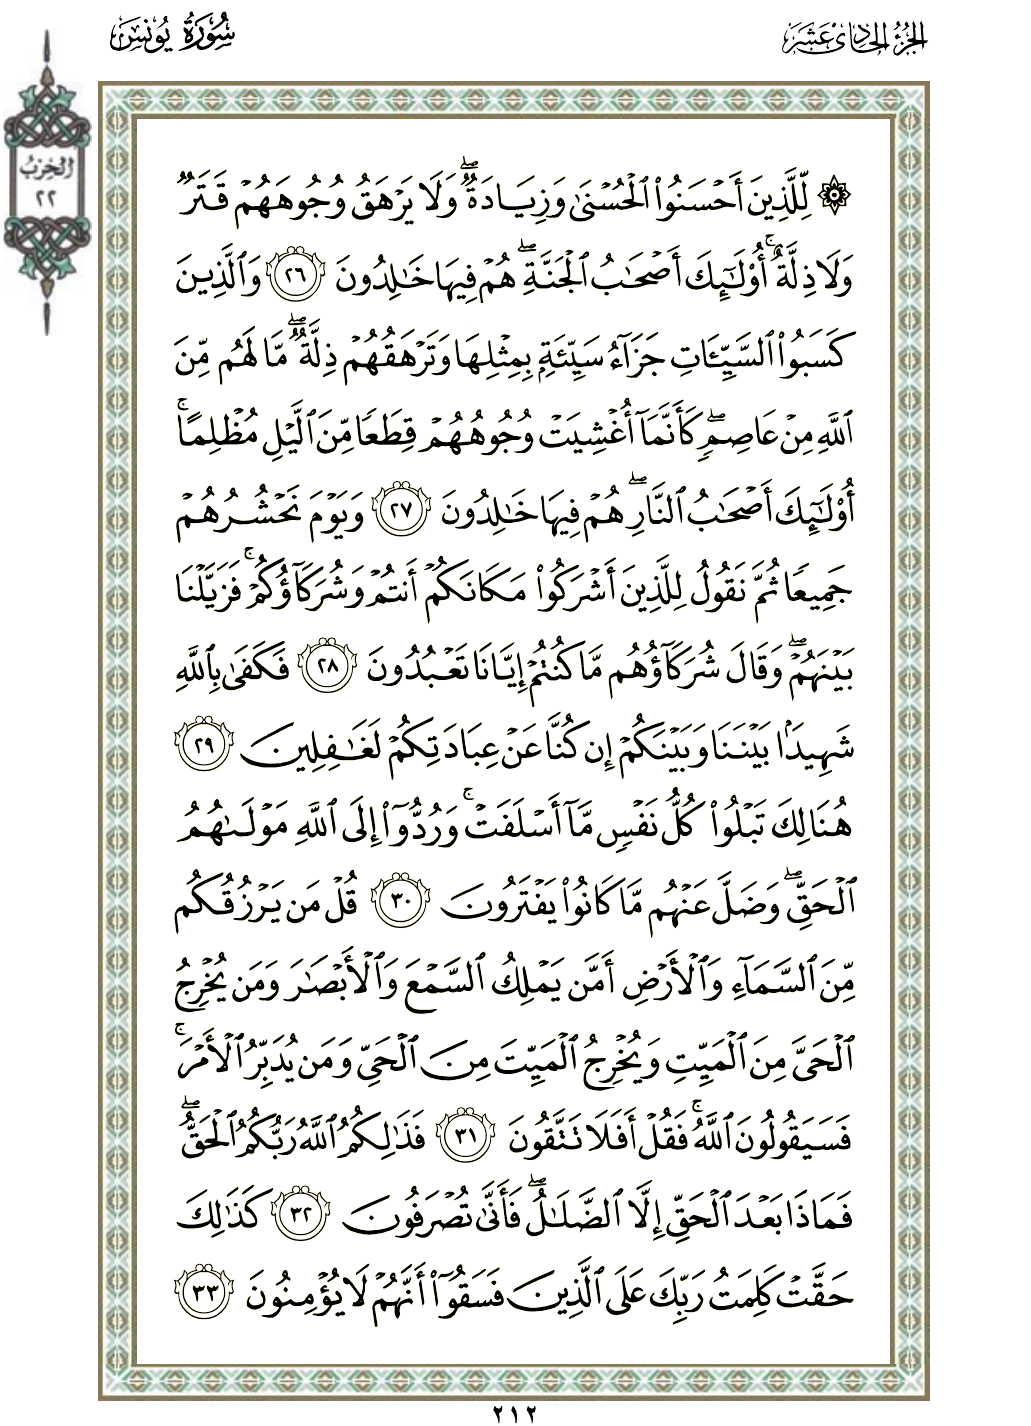 الجزء الحادي عشر
سورة يونس
الحزب
٢٢
۞ لِّلَّذِينَ أَحْسَنُوا۟ ٱلْحُسْنَىٰ وَزِيَادَةٌۖ وَلَا يَرْهَقُ وُجُوهَهُمْ قَتَرٌ
وَلَا ذِلَّةٌۚ أُو۟لَـٰٓئِكَ أَصْحَـٰبُ ٱلْجَنَّةِۖ هُمْ فِيهَا خَـٰلِدُونَ ٢٦ وَٱلَّذِينَ
كَسَبُوا۟ ٱلسَّيِّـَٔاتِ جَزَآءُ سَيِّئَةٍۭ بِمِثْلِهَا وَتَرْهَقُهُمْ ذِلَّةٌۖ مَّا لَهُم مِّنَ
ٱللَّهِ مِنْ عَاصِمٍۖ كَأَنَّمَآ أُغْشِيَتْ وُجُوهُهُمْ قِطَعًا مِّنَ ٱلَّيْلِ مُظْلِمًاۚ
أُو۟لَـٰٓئِكَ أَصْحَـٰبُ ٱلنَّارِۖ هُمْ فِيهَا خَـٰلِدُونَ ٢٧ وَيَوْمَ نَحْشُرُهُمْ
جَمِيعًا ثُمَّ نَقُولُ لِلَّذِينَ أَشْرَكُوا۟ مَكَانَكُمْ أَنتُمْ وَشُرَكَآؤُكُمْۚ فَزَيَّلْنَا
بَيْنَهُمْۖ وَقَالَ شُرَكَآؤُهُم مَّا كُنتُمْ إِيَّانَا تَعْبُدُونَ ٢٨ فَكَفَىٰ بِٱللَّهِ
شَهِيدًۢا بَيْنَنَا وَبَيْنَكُمْ إِن كُنَّا عَنْ عِبَادَتِكُمْ لَغَـٰفِلِينَ ٢٩
هُنَالِكَ تَبْلُوا۟ كُلُّ نَفْسٍ مَّآ أَسْلَفَتْۚ وَرُدُّوٓا۟ إِلَى ٱللَّهِ مَوْلَىٰهُمُ
ٱلْحَقِّۖ وَضَلَّ عَنْهُم مَّا كَانُوا۟ يَفْتَرُونَ ٣٠ قُلْ مَن يَرْزُقُكُم
مِّنَ ٱلسَّمَآءِ وَٱلْأَرْضِ أَمَّن يَمْلِكُ ٱلسَّمْعَ وَٱلْأَبْصَـٰرَ وَمَن يُخْرِجُ
ٱلْحَىَّ مِنَ ٱلْمَيِّتِ وَيُخْرِجُ ٱلْمَيِّتَ مِنَ ٱلْحَىِّ وَمَن يُدَبِّرُ ٱلْأَمْرَۚ
فَسَيَقُولُونَ ٱللَّهُۚ فَقُلْ أَفَلَا تَتَّقُونَ ٣١ فَذَٰلِكُمُ ٱللَّهُ رَبُّكُمُ ٱلْحَقُّۖ
فَمَاذَا بَعْدَ ٱلْحَقِّ إِلَّا ٱلضَّلَـٰلُۖ فَأَنَّىٰ تُصْرَفُونَ ٣٢ كَذَٰلِكَ
حَقَّتْ كَلِمَتُ رَبِّكَ عَلَى ٱلَّذِينَ فَسَقُوٓا۟ أَنَّهُمْ لَا يُؤْمِنُونَ ٣٣
٢١٢